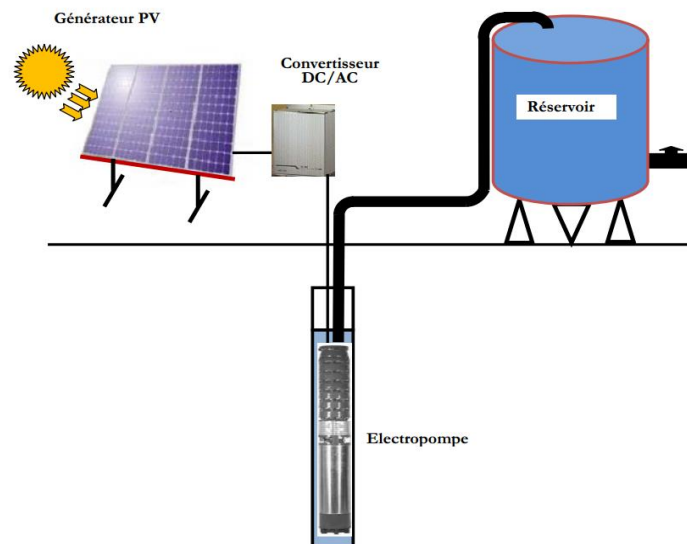 Générateur PV
Convertisseur
DC/AC
Réservoir
Electropompe